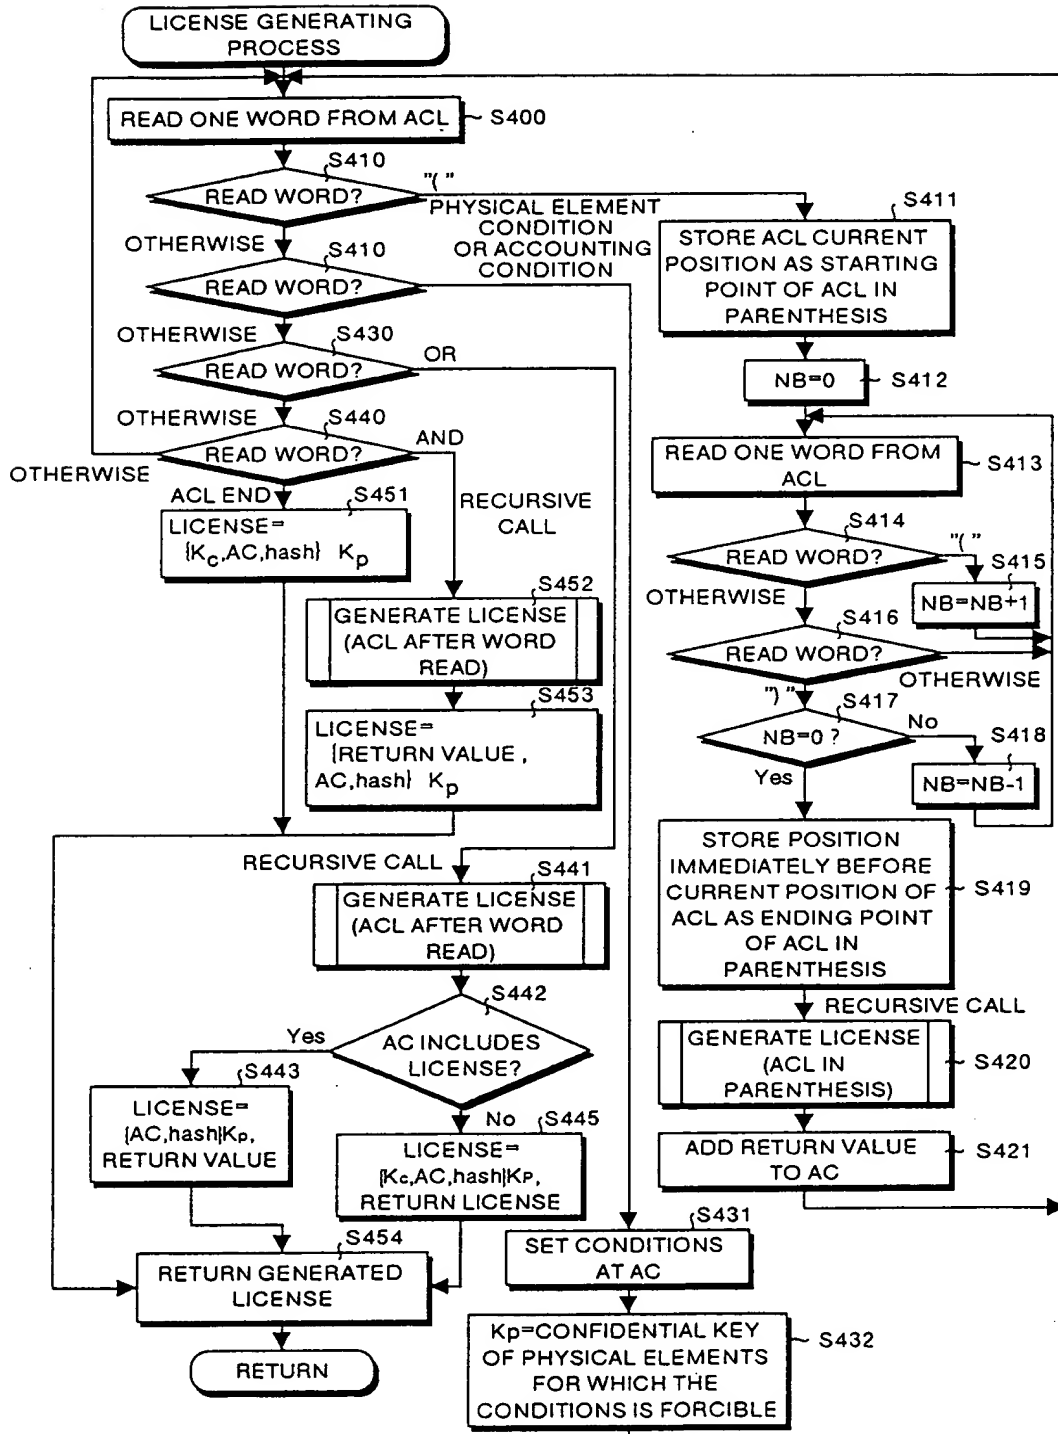 LICENSE GENERATING
PROCESS
READ ONE WORD FROM ACL
S400
S410
READ WORD?
"("
OTHERWISE
PHYSICAL ELEMENT
CONDITION
OR ACCOUNTING
CONDITION
S410
READ WORD?
OTHERWISE
S430
READ WORD?
OR
OTHERWISE
S440
READ WORD?
AND
OTHERWISE
ACL END
S451
LICENSE=
{Kc,AC,hash} Kp
RECURSIVE
CALL
S452
GENERATE LICENSE
(ACL AFTER WORD
READ)
S453
LICENSE=
{RETURN VALUE,
AC,hash} Kp
RECURSIVE CALL
S441
GENERATE LICENSE
(ACL AFTER WORD
READ)
S442
AC INCLUDES
LICENSE?
Yes
S443
LICENSE=
{AC,hash}Kp,
RETURN VALUE
No
S445
LICENSE=
{Kc,AC,hash}Kp,
RETURN LICENSE
S454
RETURN GENERATED
LICENSE
RETURN
S411
STORE ACL CURRENT
POSITION AS STARTING
POINT OF ACL IN
PARENTHESIS
NB=0
S412
READ ONE WORD FROM
ACL
S413
S414
READ WORD?
"("
S415
NB=NB+1
OTHERWISE
S416
READ WORD?
OTHERWISE
")"
S417
NB=0?
No
S418
NB=NB-1
Yes
STORE POSITION
IMMEDIATELY BEFORE
CURRENT POSITION OF
ACL AS ENDING POINT
OF ACL IN
PARENTHESIS
S419
RECURSIVE CALL
GENERATE LICENSE
(ACL IN
PARENTHESIS)
S420
ADD RETURN VALUE
TO AC
S421
S431
SET CONDITIONS
AT AC
Kp=CONFIDENTIAL KEY
OF PHYSICAL ELEMENTS
FOR WHICH THE
CONDITIONS IS FORCIBLE
S432